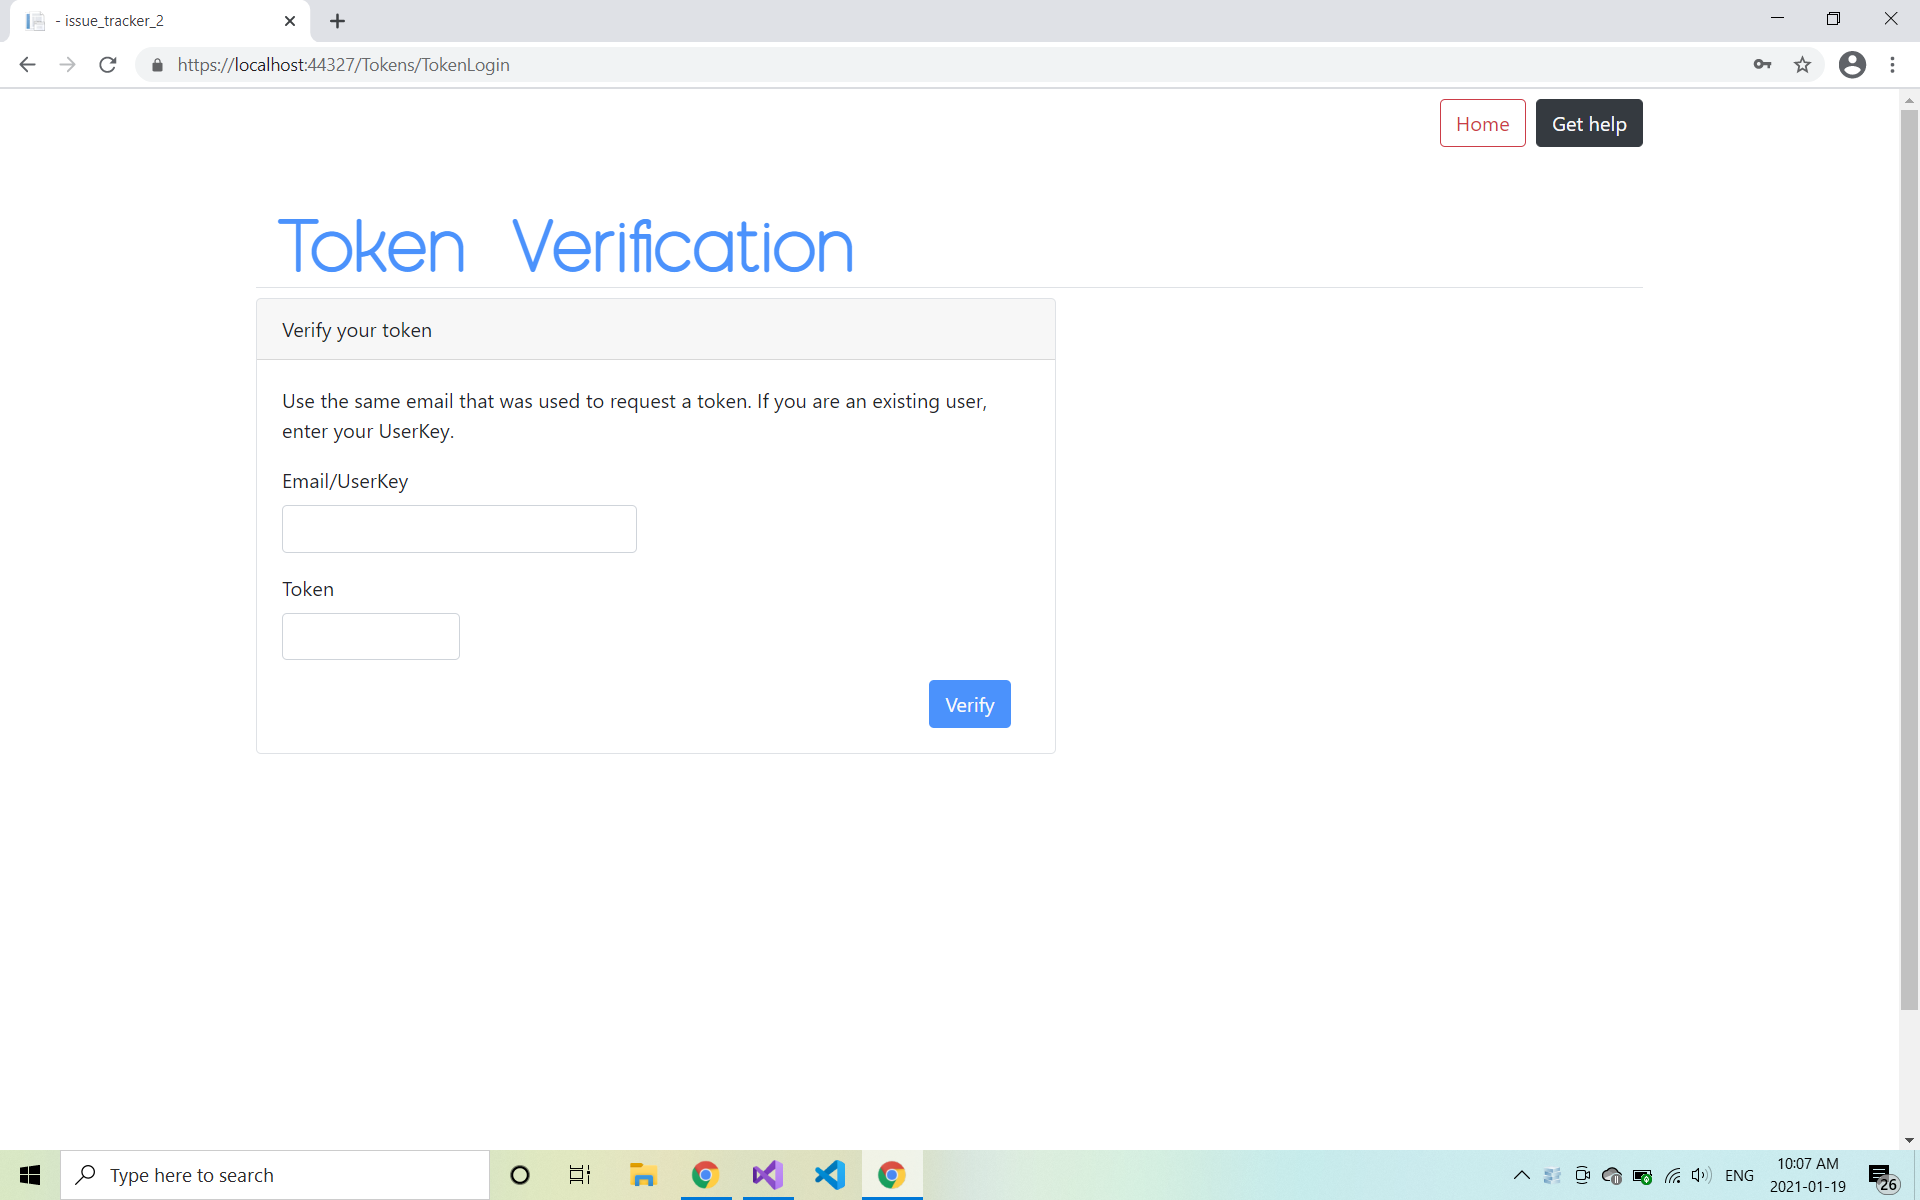 - issue_tracker_2
https://localhost:44327/Tokens/TokenLogin
Home
Get help
Token Verification
Verify your token
Use the same email that was used to request a token. If you are an existing user,
enter your UserKey.
Email/UserKey
Token
Verify
Type here to search
ENG
10:07 AM
2021-01-19
26